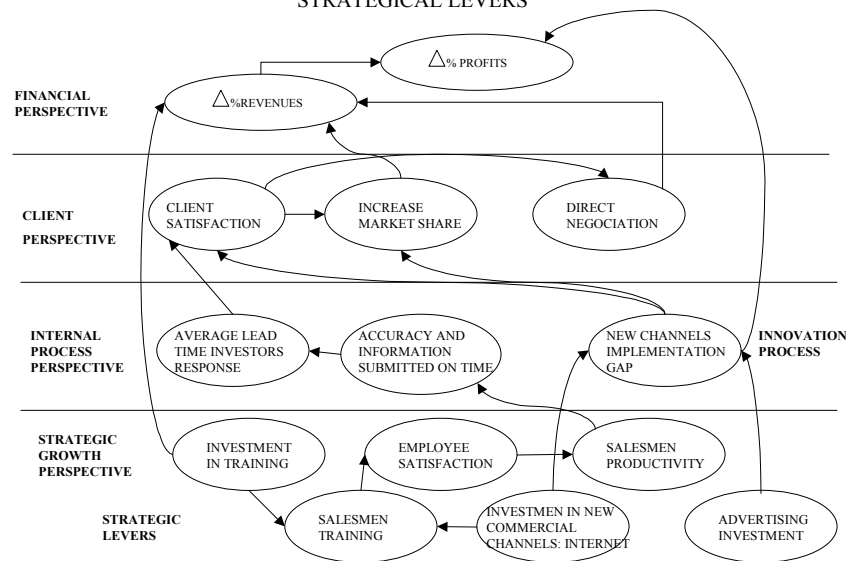 STRATEGICAL LEVERS
△% PROFITS
FINANCIAL
PERSPECTIVE
△%REVENUES
CLIENT
PERSPECTIVE
CLIENT
SATISFACTION
INCREASE
MARKET SHARE
DIRECT
NEGOCIATION
INTERNAL
PROCESS
PERSPECTIVE
AVERAGE LEAD
TIME INVESTORS
RESPONSE
ACCURACY AND
INFORMATION
SUBMITTED ON TIME
NEW CHANNELS
IMPLEMENTATION
GAP
INNOVATION
PROCESS
STRATEGIC
GROWTH
PERSPECTIVE
INVESTMENT
IN TRAINING
EMPLOYEE
SATISFACTION
SALESMEN
PRODUCTIVITY
STRATEGIC
LEVERS
SALESMEN
TRAINING
INVESTMEN IN NEW
COMMERCIAL
CHANNELS: INTERNET
ADVERTISING
INVESTMENT